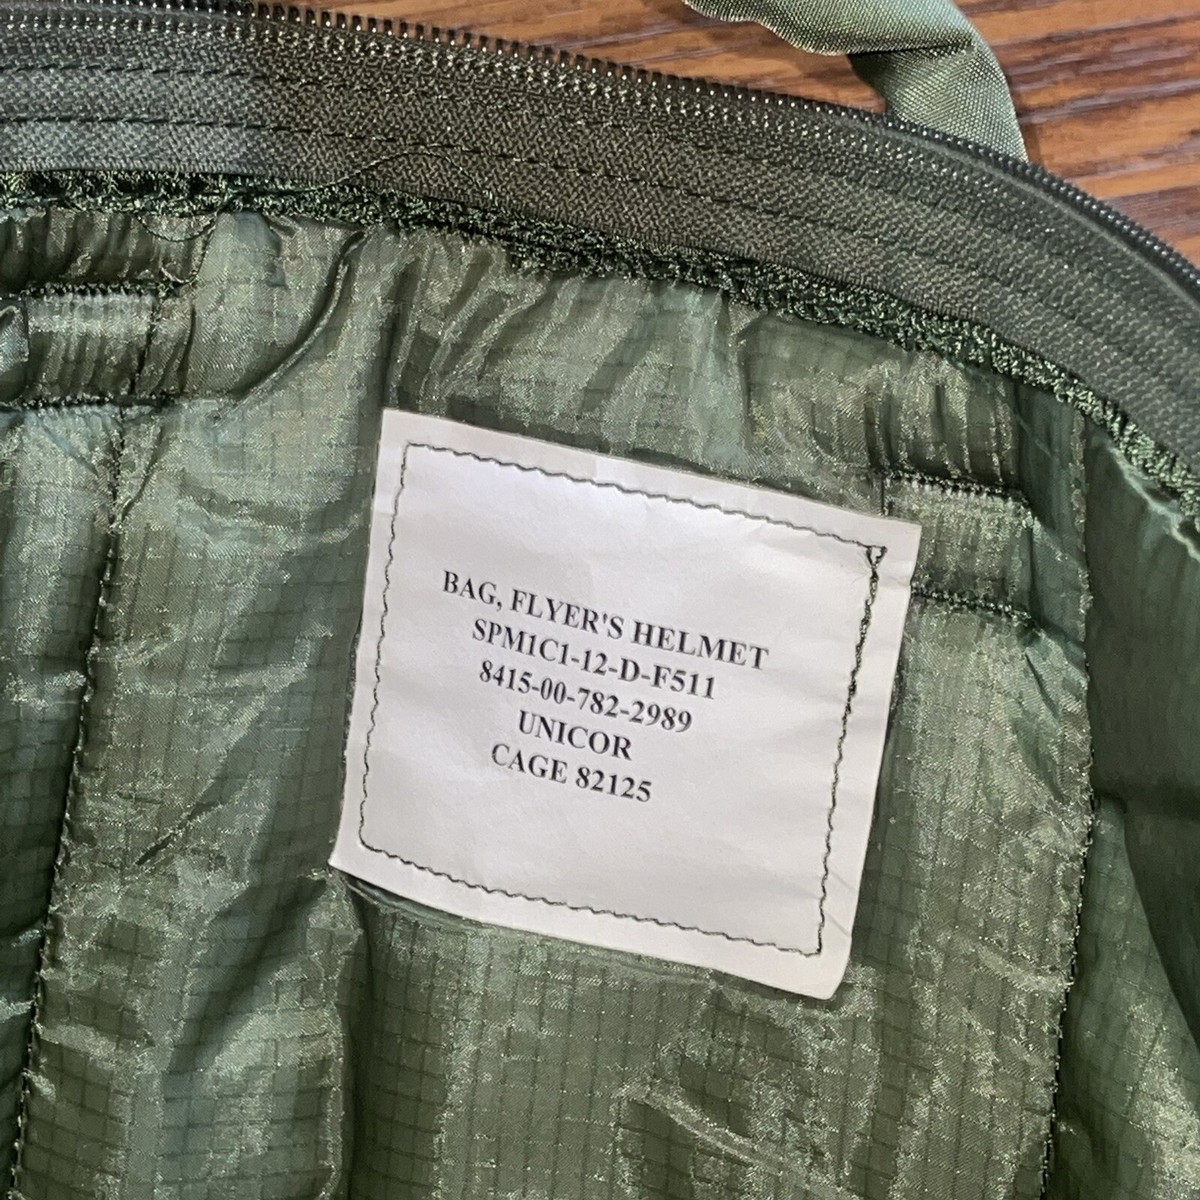 BAG, FLYER'S HELMET
SPM1C1-12-D-F511
8415-00-782-2989
UNICOR
CAGE 82125